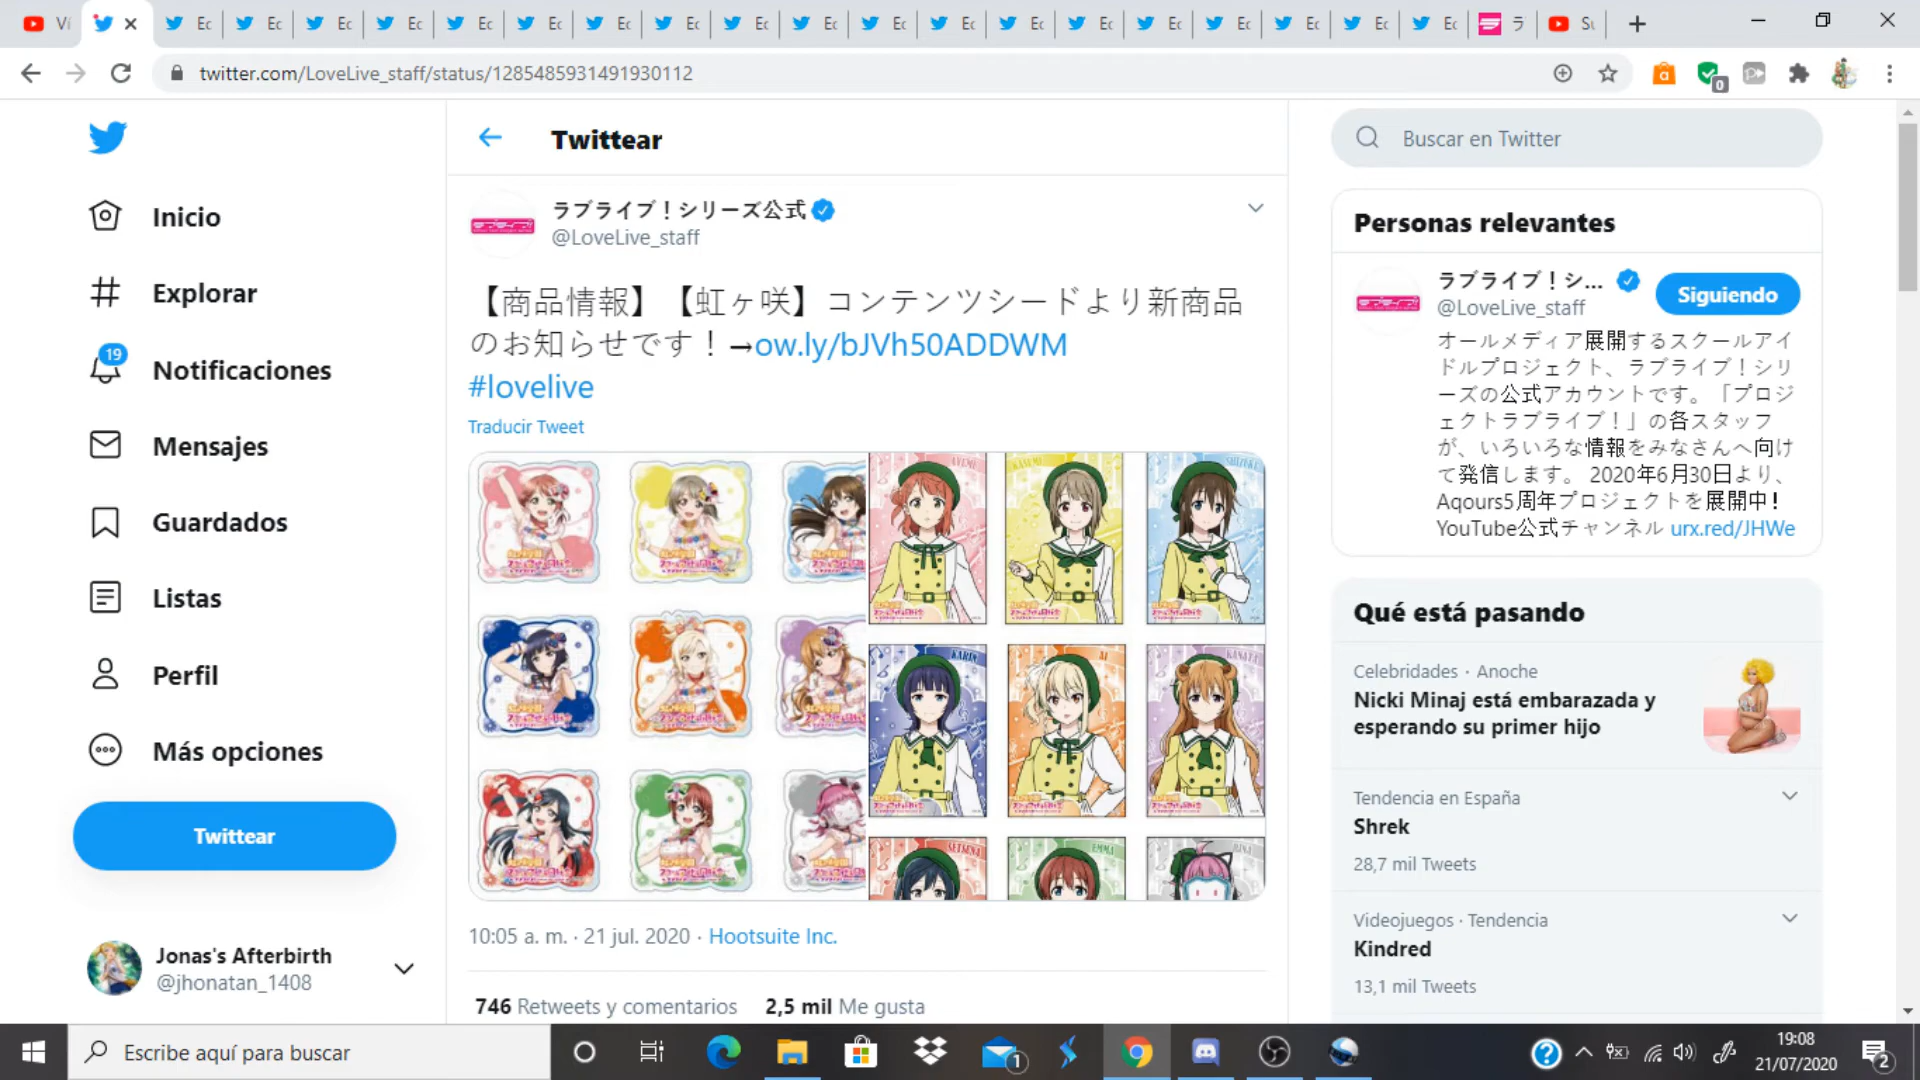 twitter.com/LoveLive_staff/status/1285485931491930112
0
Inicio
Explorar
19
Notificaciones
Mensajes
Guardados
Listas
Perfil
Más opciones
Twittear
Jonas's Afterbirth
@jhonatan_1408
Twittear
ラブライブ！シリーズ公式
@LoveLive_staff
【商品情報】【虹ヶ咲】コンテンツシードより新商品
のお知らせです！→ow.ly/bJVh50ADDWM
#lovelive
Traducir Tweet
AYUMU
KASUMI
SHIZUKU
KARIN
AI
KANATA
SETSUNA
EMMA
RINA
10:05 a. m. · 21 jul. 2020 · Hootsuite Inc.
746 Retweets y comentarios 2,5 mil Me gusta
Buscar en Twitter
Personas relevantes
ラブライブ！シ...
@LoveLive_staff
Siguiendo
オールメディア展開するスクールアイ
ドルプロジェクト、ラブライブ！シリ
ーズの公式アカウントです。「プロジ
ェクトラブライブ！」の各スタッフ
が、いろいろな情報をみなさんへ向け
て発信します。 2020年6月30日より、
Aqours5周年プロジェクトを展開中！
YouTube公式チャンネル urx.red/JHWe
Qué está pasando
Celebridades · Anoche
Nicki Minaj está embarazada y
esperando su primer hijo
Tendencia en España
Shrek
28,7 mil Tweets
Videojuegos · Tendencia
Kindred
13,1 mil Tweets
Escribe aquí para buscar
1
19:08
21/07/2020
2